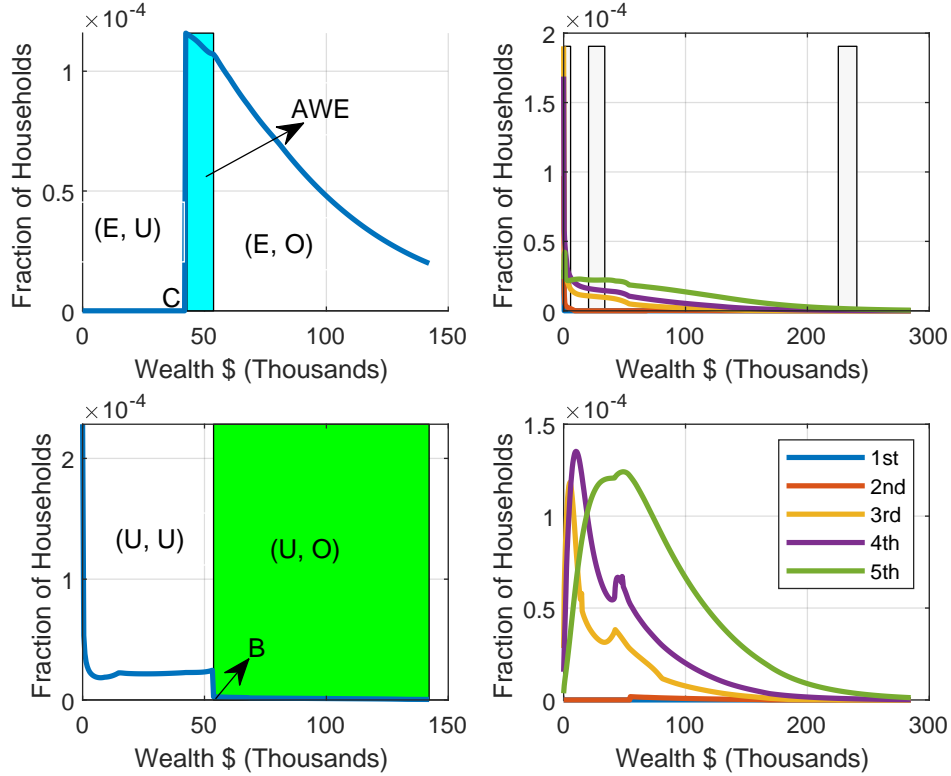 ×10⁻⁴
Fraction of Households
1
0.5
0
(E, U)
C
AWE
(E, O)
0
50
100
150
Wealth $ (Thousands)
×10⁻⁴
Fraction of Households
2
1.5
1
0.5
0
0
100
200
300
Wealth $ (Thousands)
×10⁻⁴
Fraction of Households
2
1
0
(U, U)
(U, O)
B
0
50
100
150
Wealth $ (Thousands)
×10⁻⁴
Fraction of Households
1.5
1
0.5
0
1st
2nd
3rd
4th
5th
0
100
200
300
Wealth $ (Thousands)